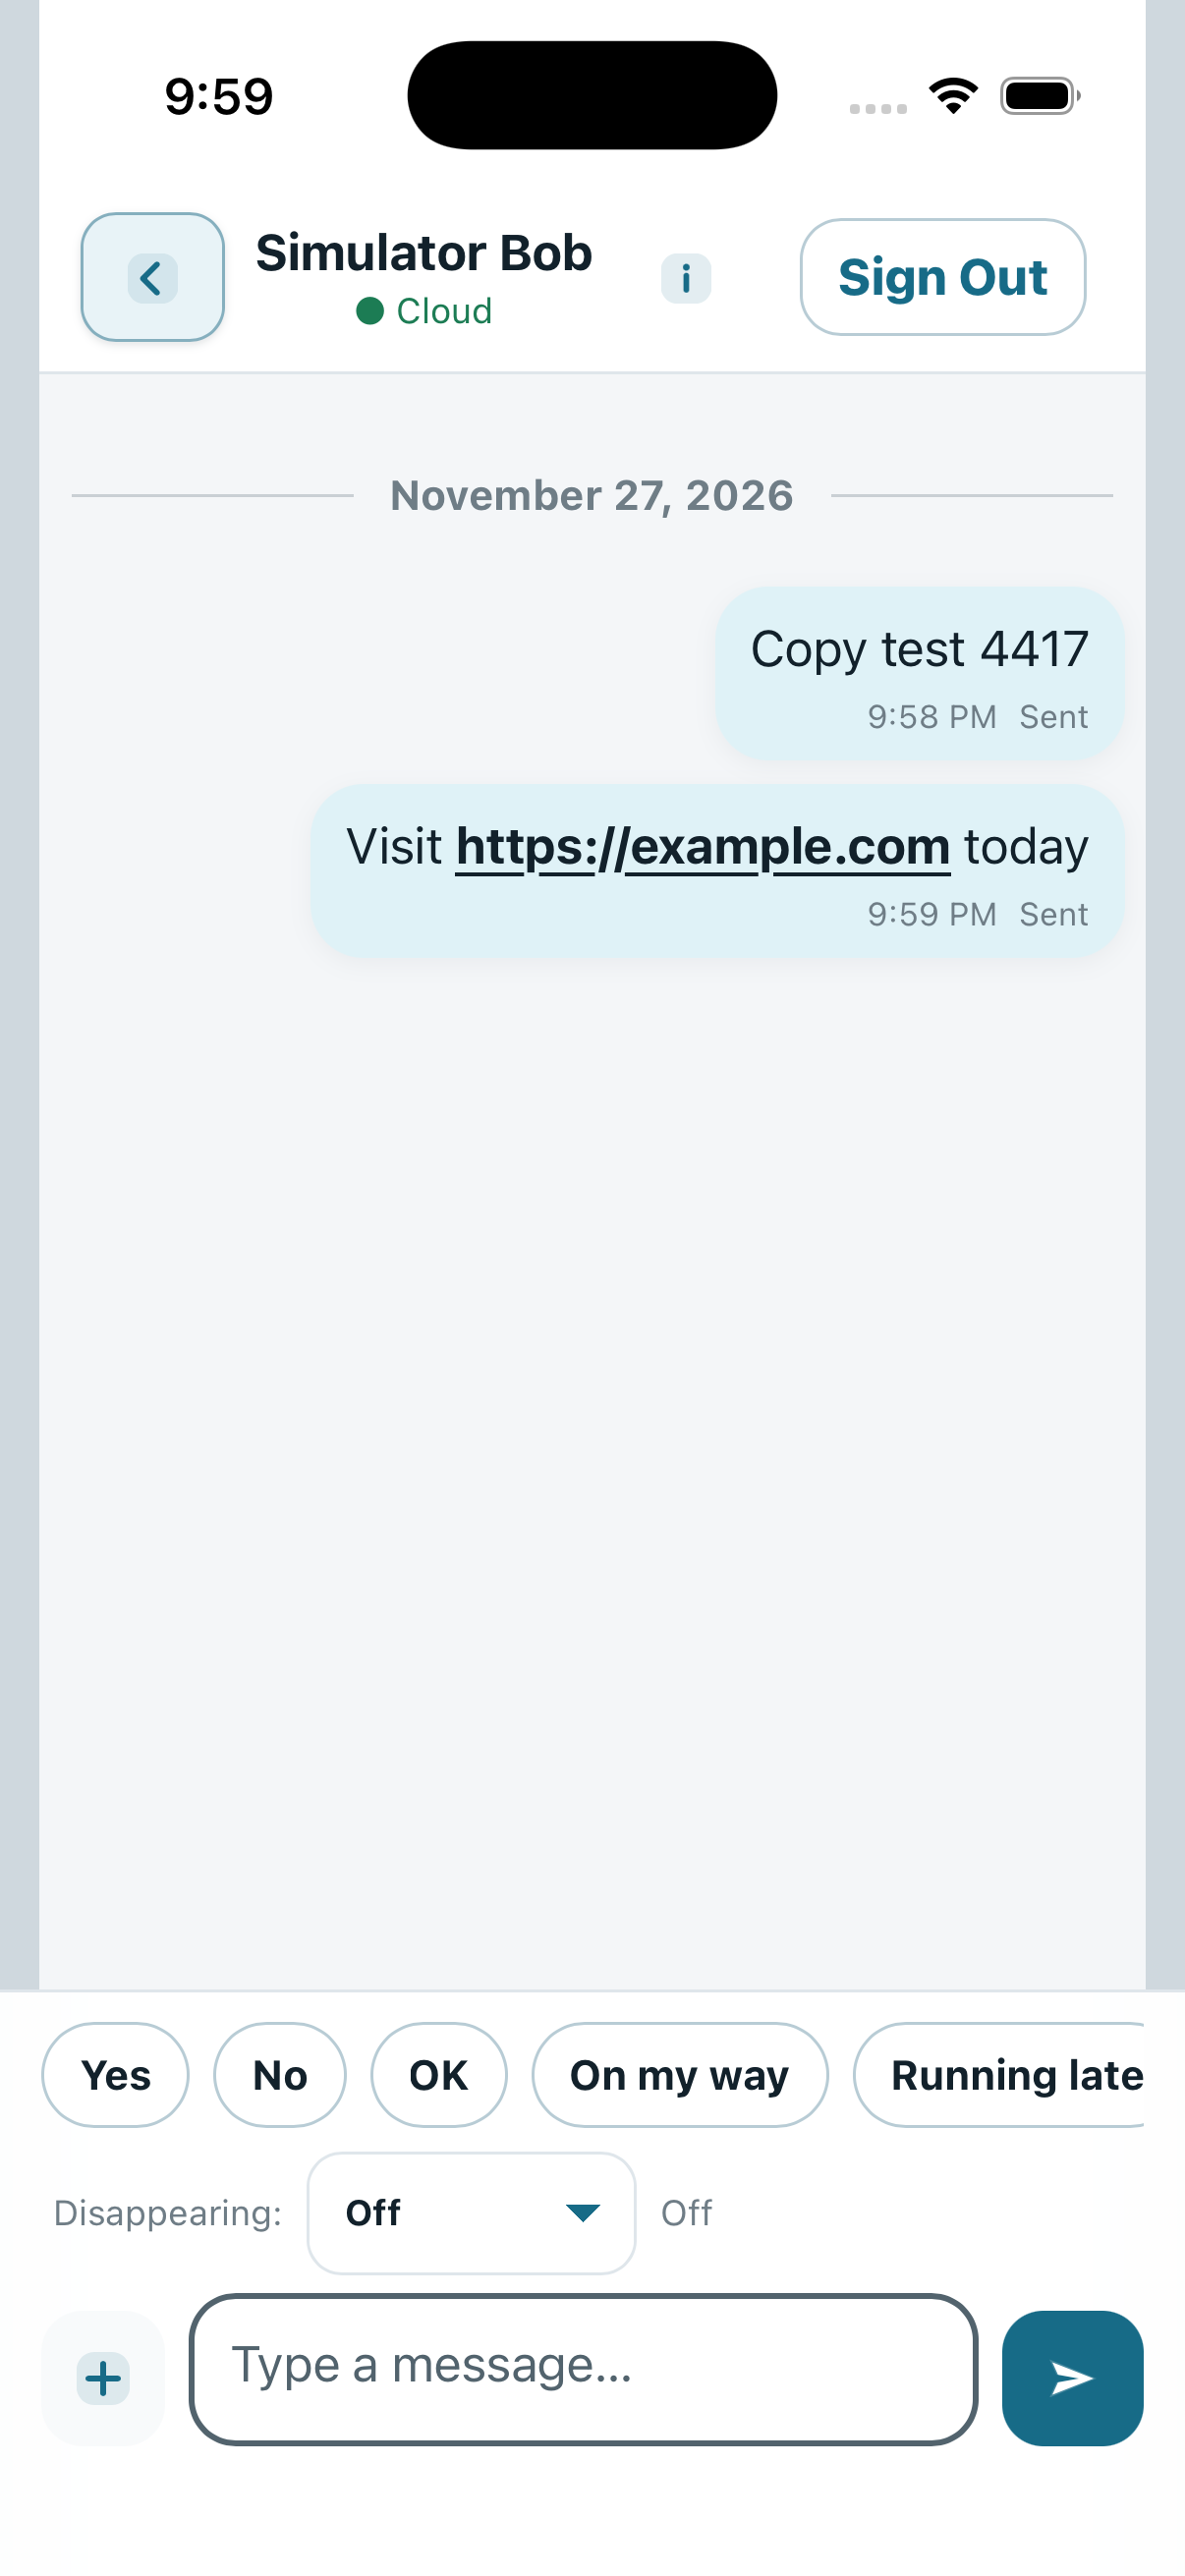 9:59
Simulator Bob
Cloud
Sign Out
November 27, 2026
Copy test 4417
9:58 PM Sent
Visit https://example.com today
9:59 PM Sent
Yes No OK On my way Running late
Disappearing: Off Off
Type a message...